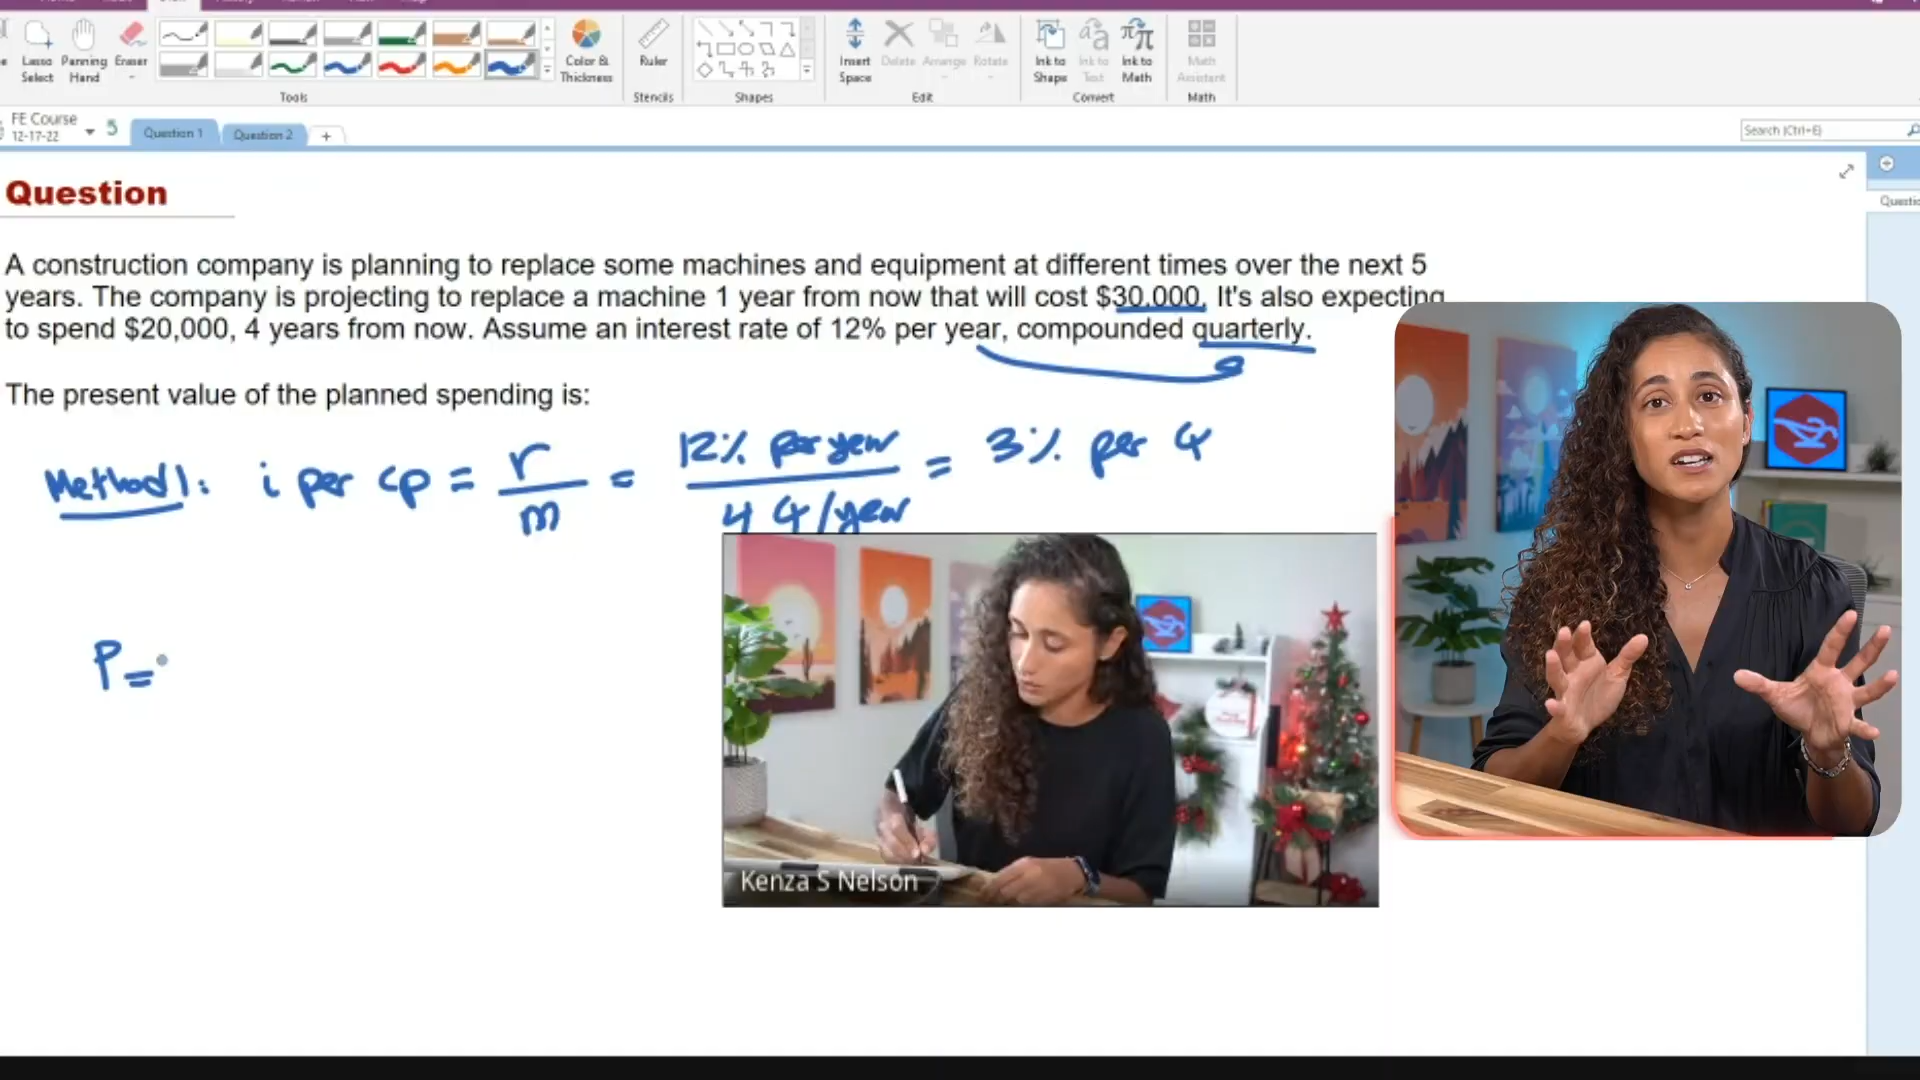 Lasso Select
Panning Hand
Eraser
Color & Thickness
Ruler
Insert Space
Delete
Arrange
Rotate
Ink to Shape
Ink to Text
Ink to Math
Math Assistant
Tools
Stencils
Shapes
Edit
Convert
Math
FE Course
12-17-22
Question 1
Question 2
Search (Ctrl+E)
Question
A construction company is planning to replace some machines and equipment at different times over the next 5
years. The company is projecting to replace a machine 1 year from now that will cost $30,000. It's also expecting
to spend $20,000, 4 years from now. Assume an interest rate of 12% per year, compounded quarterly.
The present value of the planned spending is:
Method 1: i per cp = r/m = 12% per year / 4 Q/year = 3% per Q
P =
Kenza S Nelson